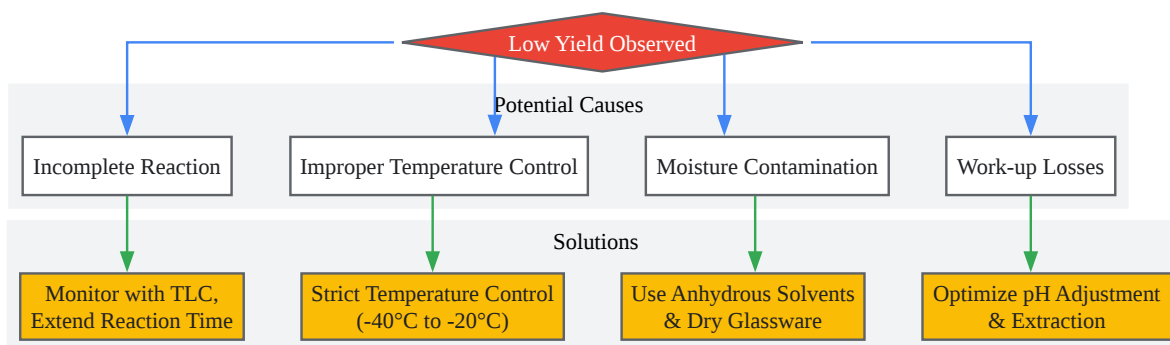 Low Yield Observed
Potential Causes
Incomplete Reaction
Improper Temperature Control
Moisture Contamination
Work-up Losses
Solutions
Monitor with TLC,
Extend Reaction Time
Strict Temperature Control
(-40°C to -20°C)
Use Anhydrous Solvents
& Dry Glassware
Optimize pH Adjustment
& Extraction